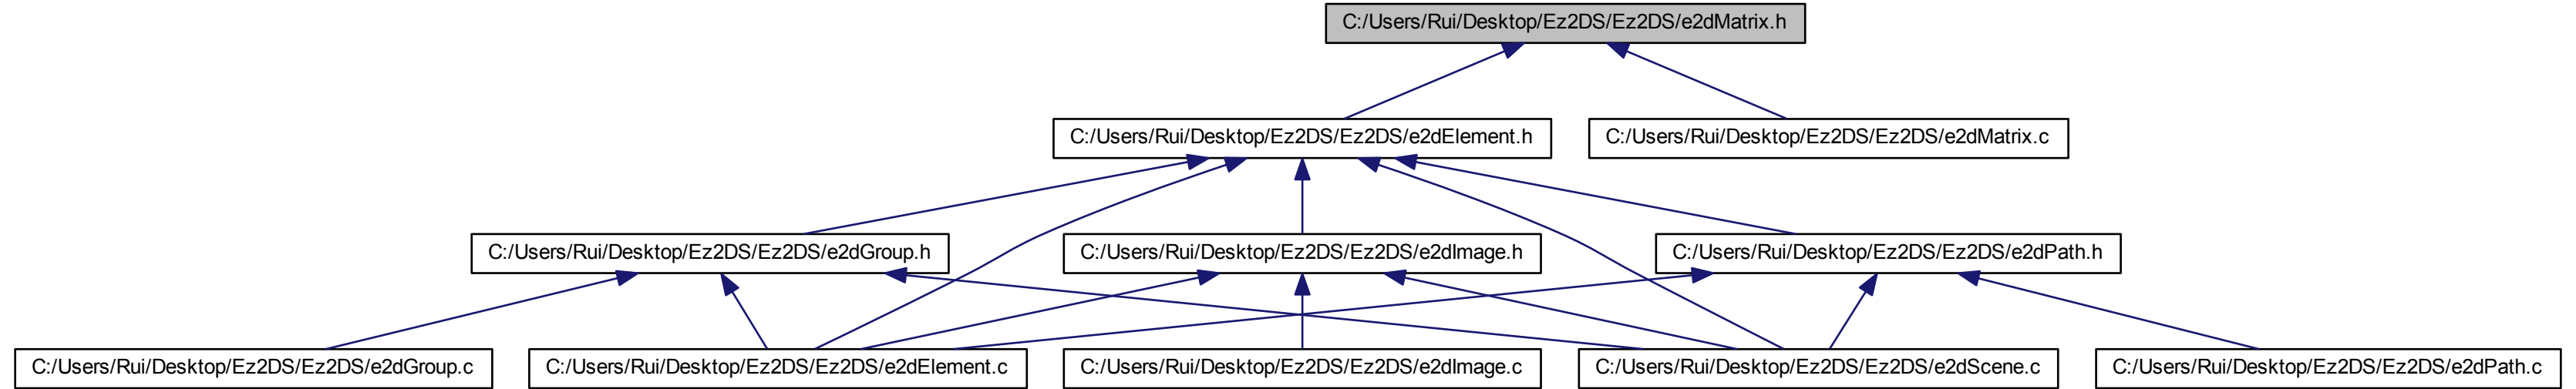 C:/Users/Rui/Desktop/Ez2DS/Ez2DS/e2dMatrix.h
C:/Users/Rui/Desktop/Ez2DS/Ez2DS/e2dElement.h
C:/Users/Rui/Desktop/Ez2DS/Ez2DS/e2dMatrix.c
C:/Users/Rui/Desktop/Ez2DS/Ez2DS/e2dGroup.h
C:/Users/Rui/Desktop/Ez2DS/Ez2DS/e2dImage.h
C:/Users/Rui/Desktop/Ez2DS/Ez2DS/e2dPath.h
C:/Users/Rui/Desktop/Ez2DS/Ez2DS/e2dGroup.c
C:/Users/Rui/Desktop/Ez2DS/Ez2DS/e2dElement.c
C:/Users/Rui/Desktop/Ez2DS/Ez2DS/e2dImage.c
C:/Users/Rui/Desktop/Ez2DS/Ez2DS/e2dScene.c
C:/Users/Rui/Desktop/Ez2DS/Ez2DS/e2dPath.c